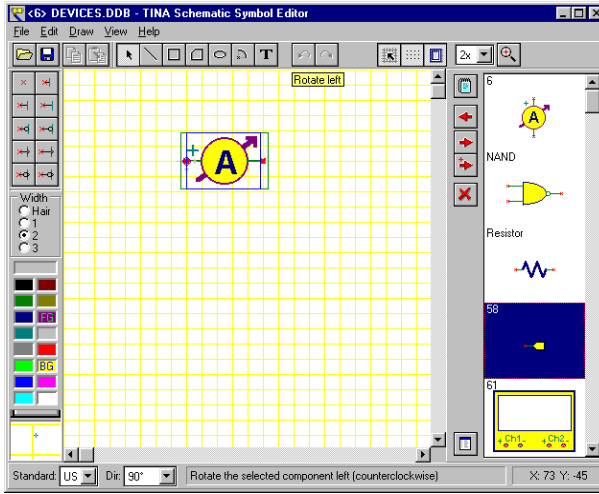 <6> DEVICES.DDB - TINA Schematic Symbol Editor
File Edit Draw View Help
T
2x
Rotate left
Width
Hair
1
2
3
FG
BG
A
6
A
NAND
Resistor
58
61
Ch1 Ch2
Standard: US Dir: 90° Rotate the selected component left (counterclockwise) X: 73 Y: -45